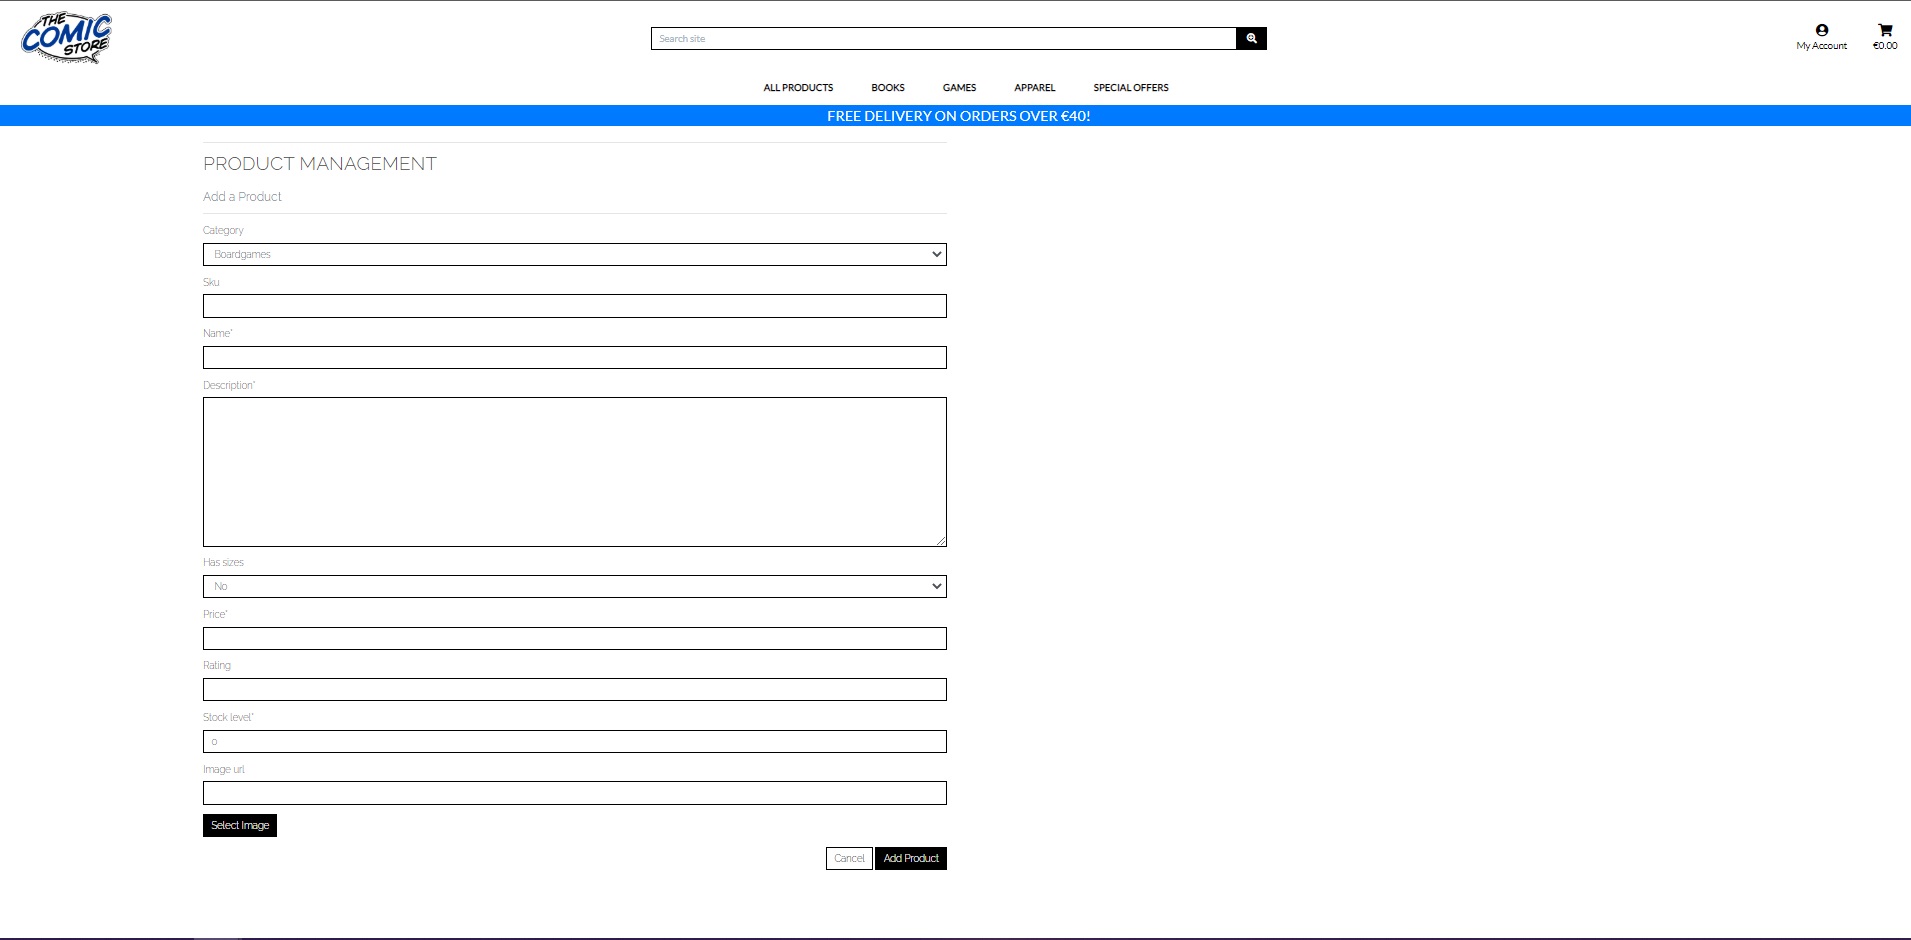 THE
COMIC
STORE
Search site
My Account
€0.00
ALL PRODUCTS BOOKS GAMES APPAREL SPECIAL OFFERS
FREE DELIVERY ON ORDERS OVER €40!
PRODUCT MANAGEMENT
Add a Product
Category
Boardgames
Sku
Name*
Description*
Has sizes
No
Price*
Rating
Stock level*
0
Image url
Select Image
Cancel Add Product